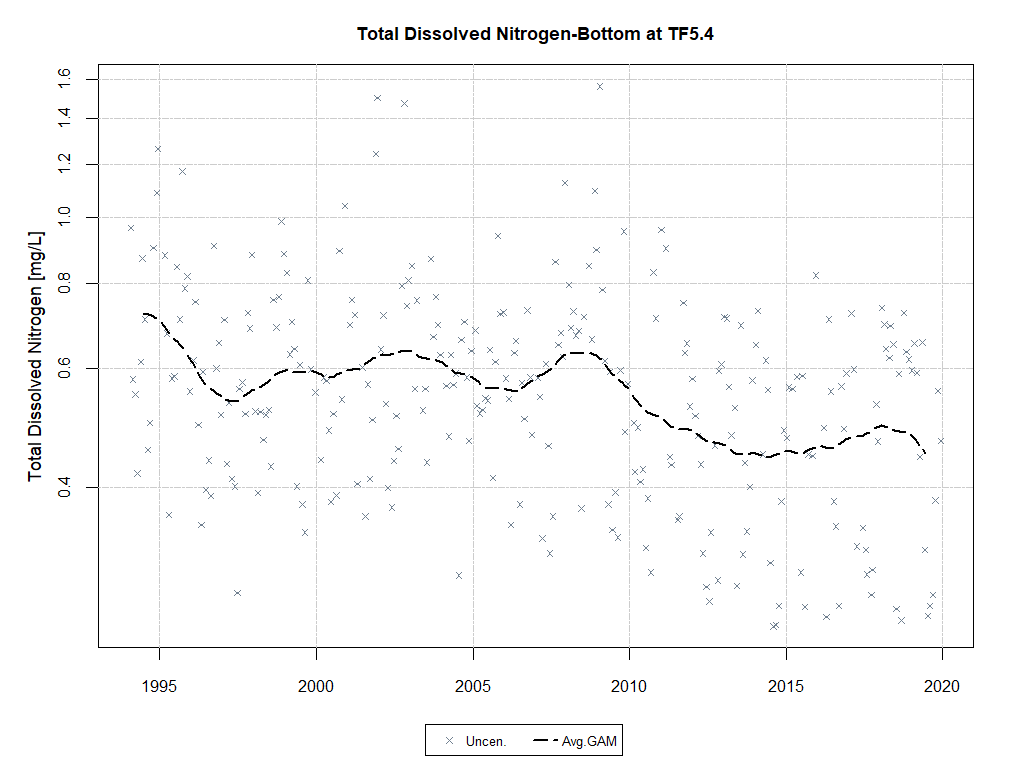 Total Dissolved Nitrogen-Bottom at TF5.4
Total Dissolved Nitrogen [mg/L]
1.6
1.4
1.2
1.0
0.8
0.6
0.4
1995 2000 2005 2010 2015 2020
Uncen. Avg.GAM